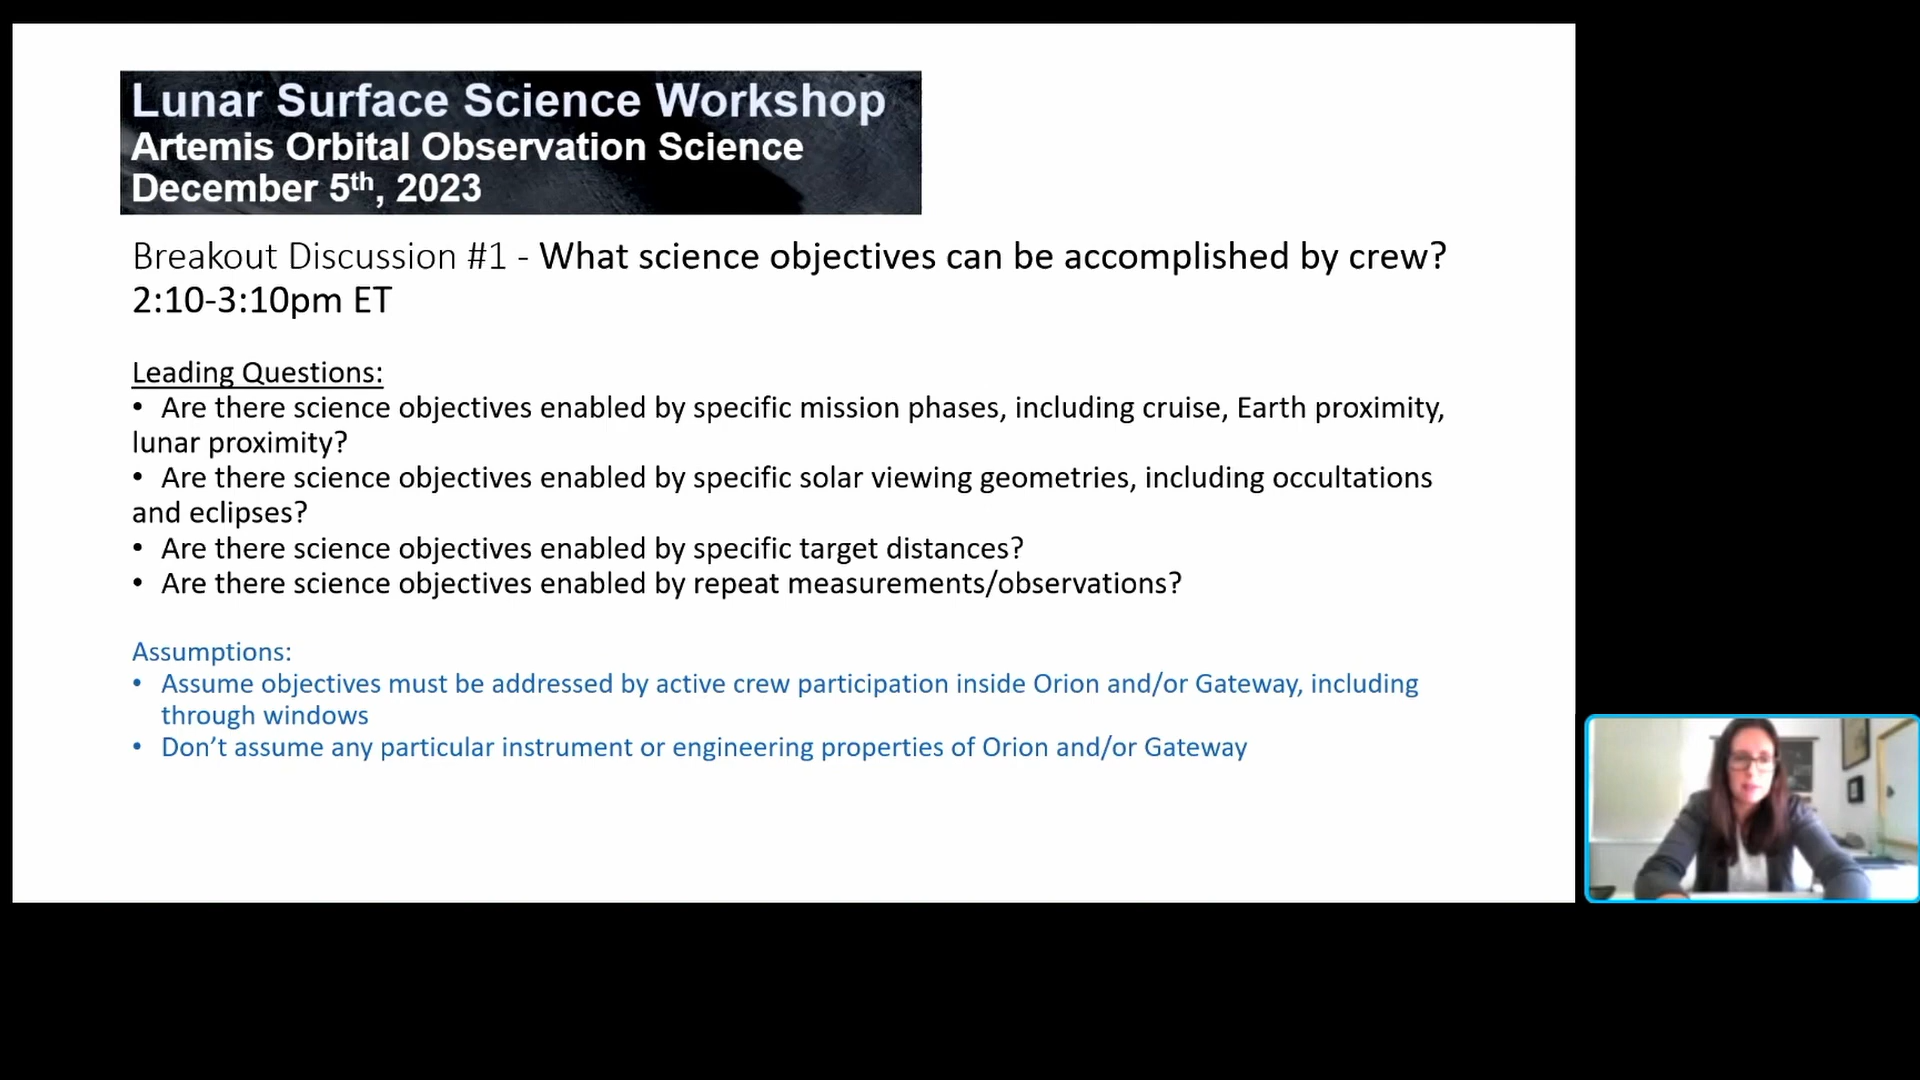 Lunar Surface Science Workshop
Artemis Orbital Observation Science
December 5th, 2023
Breakout Discussion #1 - What science objectives can be accomplished by crew?
2:10-3:10pm ET
Leading Questions:
• Are there science objectives enabled by specific mission phases, including cruise, Earth proximity,
lunar proximity?
• Are there science objectives enabled by specific solar viewing geometries, including occultations
and eclipses?
• Are there science objectives enabled by specific target distances?
• Are there science objectives enabled by repeat measurements/observations?
Assumptions:
• Assume objectives must be addressed by active crew participation inside Orion and/or Gateway, including
through windows
• Don’t assume any particular instrument or engineering properties of Orion and/or Gateway